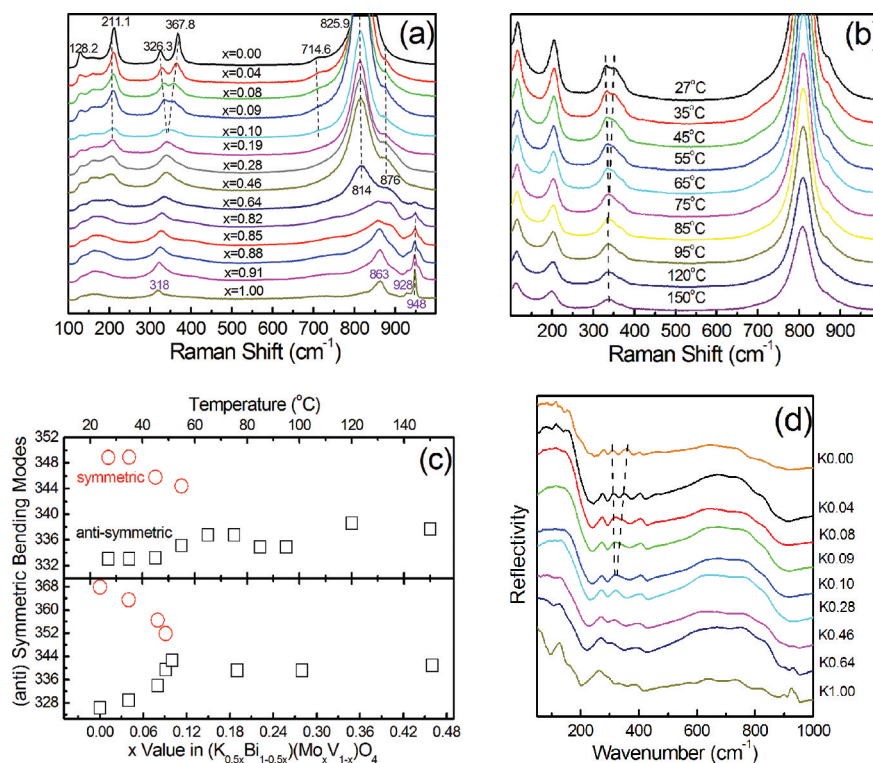 (a)
128.2 211.1 326.3 367.8 714.6 825.9
x=0.00
x=0.04
x=0.08
x=0.09
x=0.10
x=0.19
x=0.28
x=0.46
x=0.64
x=0.82
x=0.85
x=0.88
x=0.91
x=1.00
814
876
318
863
928
948
100 200 300 400 500 600 700 800 900
Raman Shift (cm⁻¹)
(b)
27°C
35°C
45°C
55°C
65°C
75°C
85°C
95°C
120°C
150°C
100 200 300 400 500 600 700 800 900
Raman Shift (cm⁻¹)
Temperature (°C)
20 40 60 80 100 120 140
(c)
(anti) Symmetric Bending Modes
352
348
344
340
336
332
symmetric
anti-symmetric
368
360
352
344
336
328
0.00 0.06 0.12 0.18 0.24 0.30 0.36 0.42 0.48
x Value in (K₀.₅ₓBi₁₋₀.₅ₓ)(MoₓV₁₋ₓ)O₄
(d)
Reflectivity
K0.00
K0.04
K0.08
K0.09
K0.10
K0.28
K0.46
K0.64
K1.00
200 400 600 800 1000
Wavenumber (cm⁻¹)